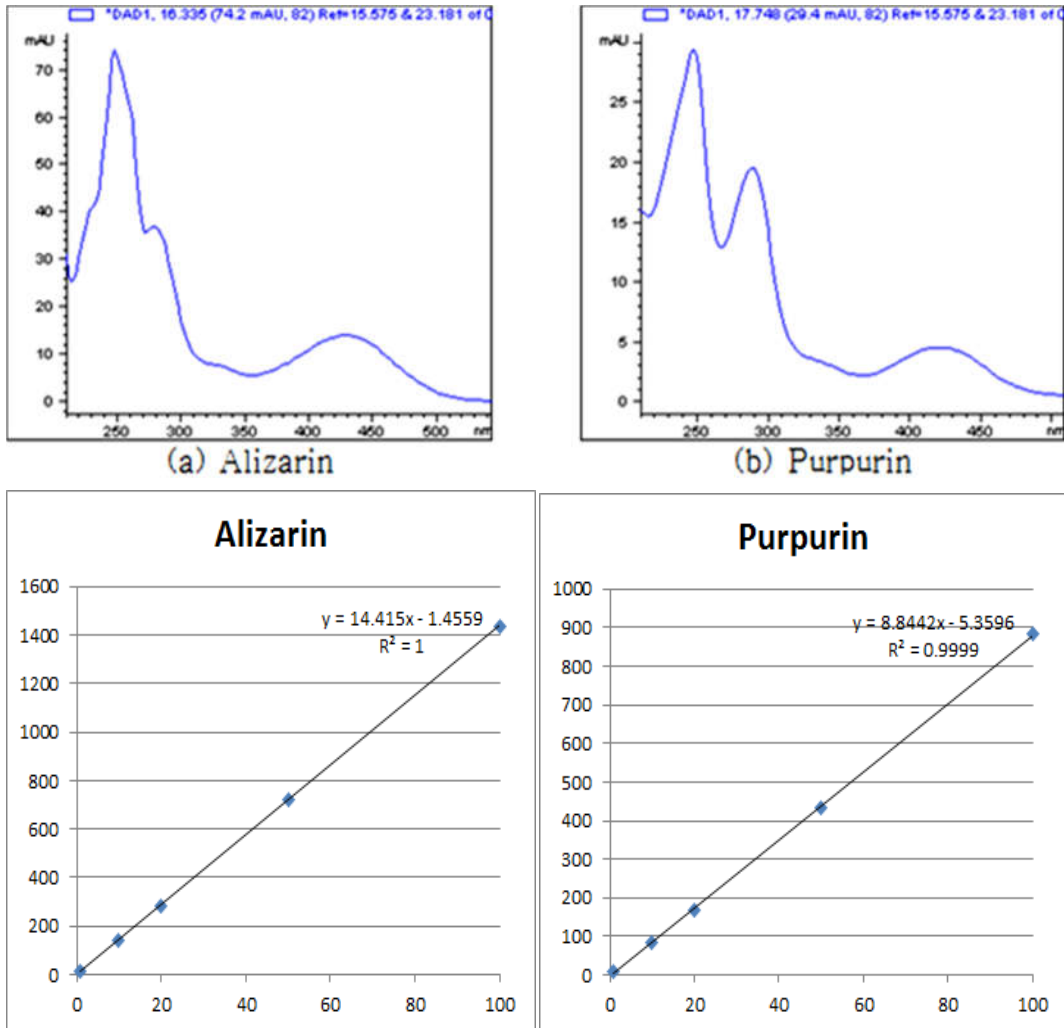 *DAD1, 16.335 (74.2 mAU, 82) Ref=15.575 & 23.181 of
mAU
70
60
50
40
30
20
10
0
250 300 350 400 450 500 nm
(a) Alizarin
*DAD1, 17.748 (29.4 mAU, 82) Ref=15.575 & 23.181 of
mAU
25
20
15
10
5
0
250 300 350 400 450 nm
(b) Purpurin
Alizarin
y = 14.415x - 1.4559
R² = 1
1600
1400
1200
1000
800
600
400
200
0
0 20 40 60 80 100
Purpurin
y = 8.8442x - 5.3596
R² = 0.9999
1000
900
800
700
600
500
400
300
200
100
0
0 20 40 60 80 100